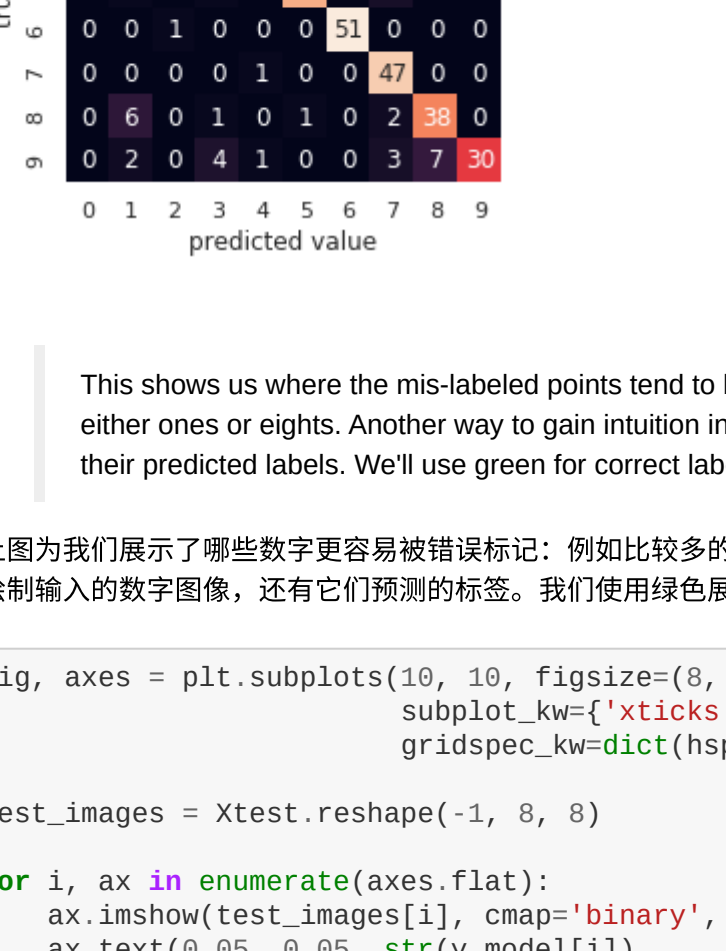 6 0 0 1 0 0 0 51 0 0 0
7 0 0 0 0 1 0 0 47 0 0
8 0 6 0 1 0 1 0 2 38 0
9 0 2 0 4 1 0 0 3 7 30
0 1 2 3 4 5 6 7 8 9
predicted value
This shows us where the mis-labeled points tend to
either ones or eights. Another way to gain intuition in
their predicted labels. We'll use green for correct lab
图为我们展示了哪些数字更容易被错误标记：例如比较多的
制输入的数字图像，还有它们预测的标签。我们使用绿色展
ig, axes = plt.subplots(10, 10, figsize=(8,
subplot_kw={'xticks
gridspec_kw=dict(hsp
est_images = Xtest.reshape(-1, 8, 8)
or i, ax in enumerate(axes.flat):
ax.imshow(test_images[i], cmap='binary',
ax.text(0.05, 0.05, str(y_model[i])